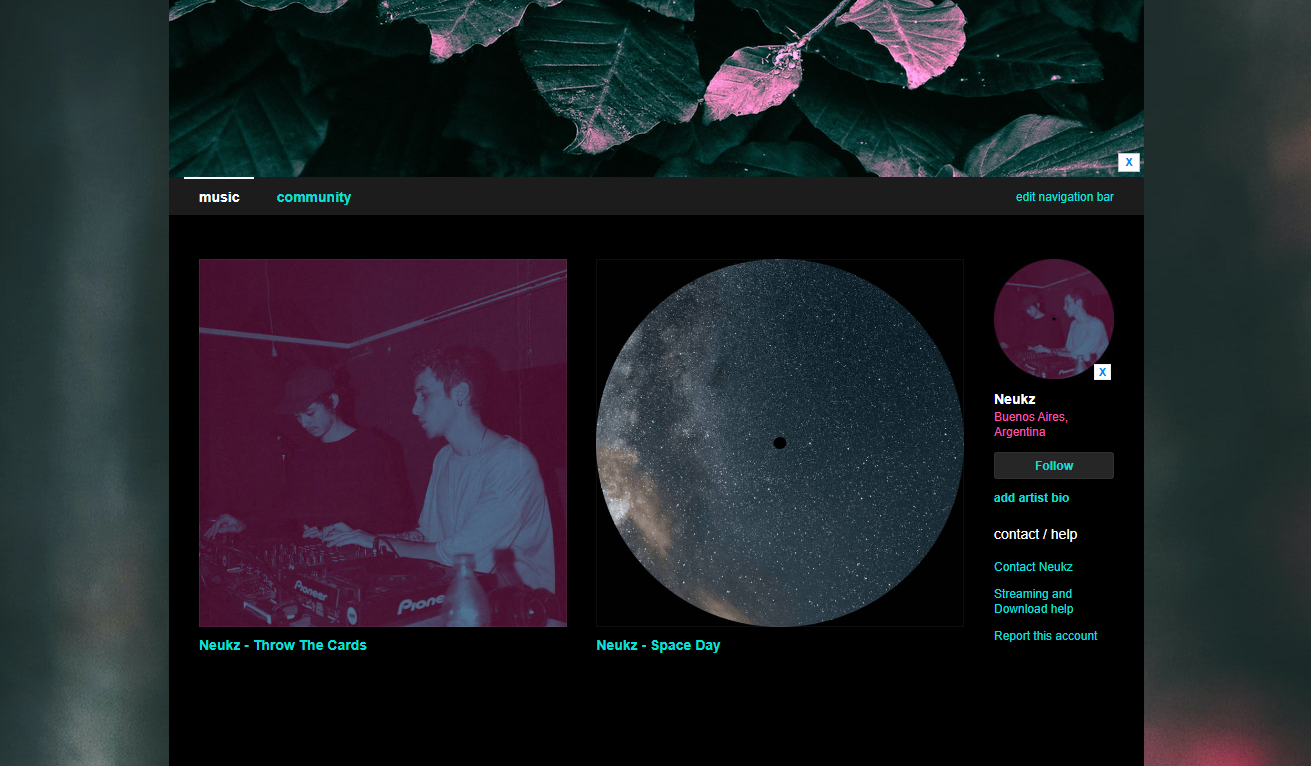 X
music
community
edit navigation bar
Pioneer
Neukz - Throw The Cards
Neukz - Space Day
X
Neukz
Buenos Aires,
Argentina
Follow
add artist bio
contact / help
Contact Neukz
Streaming and
Download help
Report this account